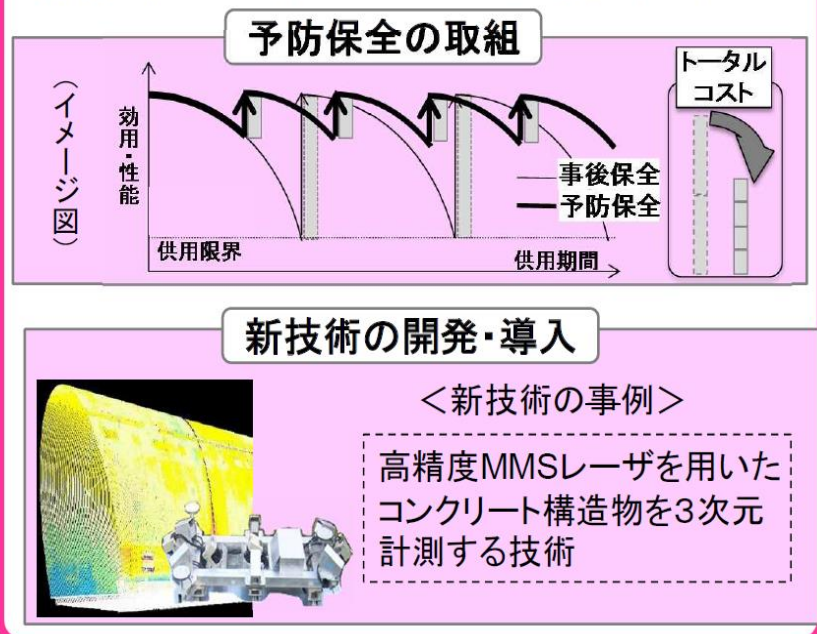 予防保全の取組
(イメージ図)
効用・性能
トータル
コスト
事後保全
予防保全
供用限界
供用期間
新技術の開発・導入
＜新技術の事例＞
高精度MMSレーザを用いた
コンクリート構造物を3次元
計測する技術